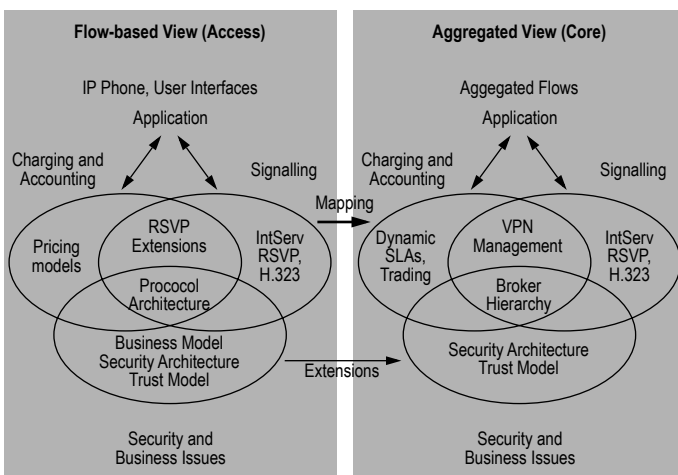 Flow-based View (Access)
IP Phone, User Interfaces
Application
Charging and
Accounting
Signalling
RSVP
Extensions
Pricing
models
IntServ
RSVP,
H.323
Prococol
Architecture
Business Model
Security Architecture
Trust Model
Security and
Business Issues
Mapping
Extensions
Aggregated View (Core)
Aggegated Flows
Application
Charging and
Accounting
Signalling
VPN
Management
Dynamic
SLAs,
Trading
IntServ
RSVP,
H.323
Broker
Hierarchy
Security Architecture
Trust Model
Security and
Business Issues